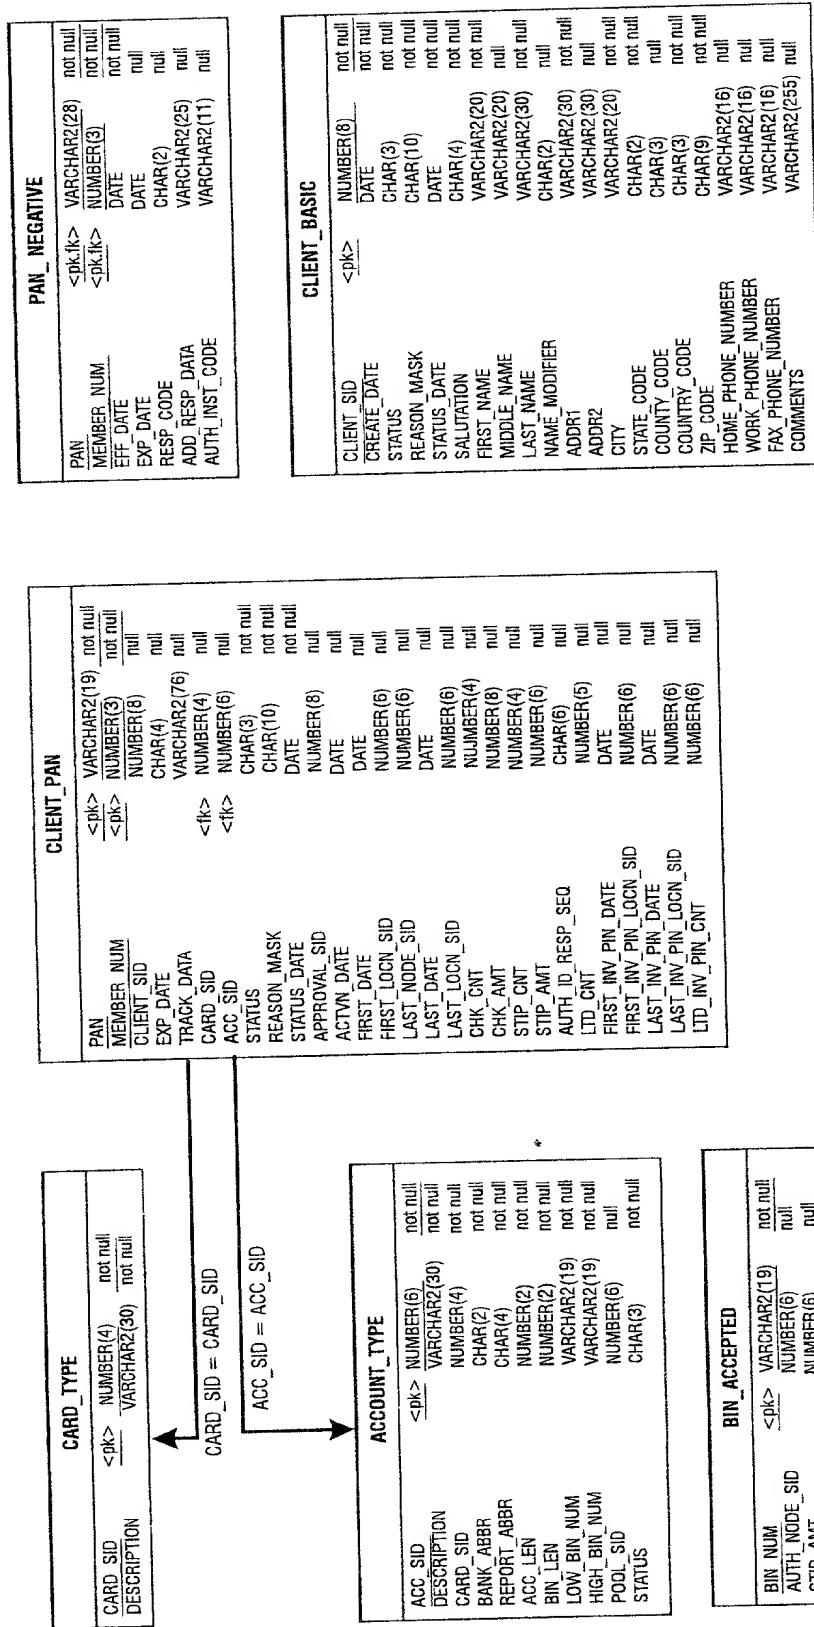 CARD_TYPE
CARD_SID <pk> NUMBER(4) not null
DESCRIPTION VARCHAR2(30) not null
CARD_SID = CARD_SID
ACC_SID = ACC_SID
ACCOUNT_TYPE
ACC_SID <pk> NUMBER(6) not null
DESCRIPTION VARCHAR2(30) not null
CARD_SID NUMBER(4) not null
BANK_ABBR CHAR(2) not null
REPORT_ABBR CHAR(4) not null
ACC_LEN NUMBER(2) not null
BIN_LEN NUMBER(2) not null
LOW_BIN_NUM VARCHAR2(19) not null
HIGH_BIN_NUM VARCHAR2(19) not null
POOL_SID NUMBER(6) null
STATUS CHAR(3) not null
BIN_ACCEPTED
BIN_NUM <pk> VARCHAR2(19) not null
AUTH_NODE_SID NUMBER(6) null
STIP_AMT NUMBER(6) null
CLIENT_PAN
PAN <pk> VARCHAR2(19) not null
MEMBER_NUM <pk> NUMBER(3) not null
CLIENT_SID NUMBER(8) null
EXP_DATE CHAR(4) null
TRACK_DATA VARCHAR2(76) null
CARD_SID <fk> NUMBER(4) null
ACC_SID <fk> NUMBER(6) null
STATUS CHAR(3) not null
REASON_MASK CHAR(10) not null
STATUS_DATE DATE not null
APPROVAL_SID NUMBER(8) null
ACTVN_DATE DATE null
FIRST_DATE DATE null
FIRST_LOCN_SID NUMBER(6) null
LAST_NODE_SID NUMBER(6) null
LAST_DATE DATE null
LAST_LOCN_SID NUMBER(6) null
CHK_CNT NUJMBER(4) null
CHK_AMT NUMBER(8) null
STIP_CNT NUMBER(4) null
STIP_AMT NUMBER(6) null
AUTH_ID_RESP_SEQ CHAR(6) null
LTD_CNT NUMBER(5) null
FIRST_INV_PIN_DATE DATE null
FIRST_INV_PIN_LOCN_SID NUMBER(6) null
LAST_INV_PIN_DATE DATE null
LAST_INV_PIN_LOCN_SID NUMBER(6) null
LTD_INV_PIN_CNT NUMBER(6) null
PAN_NEGATIVE
PAN <pk.fk> VARCHAR2(28) not null
MEMBER_NUM <pk.fk> NUMBER(3) not null
EFF_DATE DATE not null
EXP_DATE DATE null
RESP_CODE CHAR(2) null
ADD_RESP_DATA VARCHAR2(25) null
AUTH_INST_CODE VARCHAR2(11) null
CLIENT_BASIC
CLIENT_SID <pk> NUMBER(8) not null
CREATE_DATE DATE not null
STATUS CHAR(3) not null
REASON_MASK CHAR(10) not null
STATUS_DATE DATE not null
SALUTATION CHAR(4) not null
FIRST_NAME VARCHAR2(20) not null
MIDDLE_NAME VARCHAR2(20) null
LAST_NAME VARCHAR2(30) not null
NAME_MODIFIER CHAR(2) null
ADDR1 VARCHAR2(30) not null
ADDR2 VARCHAR2(30) null
CITY VARCHAR2(20) not null
STATE_CODE CHAR(2) not null
COUNTY_CODE CHAR(3) null
COUNTRY_CODE CHAR(3) not null
ZIP_CODE CHAR(9) not null
HOME_PHONE_NUMBER VARCHAR2(16) null
WORK_PHONE_NUMBER VARCHAR2(16) null
FAX_PHONE_NUMBER VARCHAR2(16) null
COMMENTS VARCHAR2(255) null